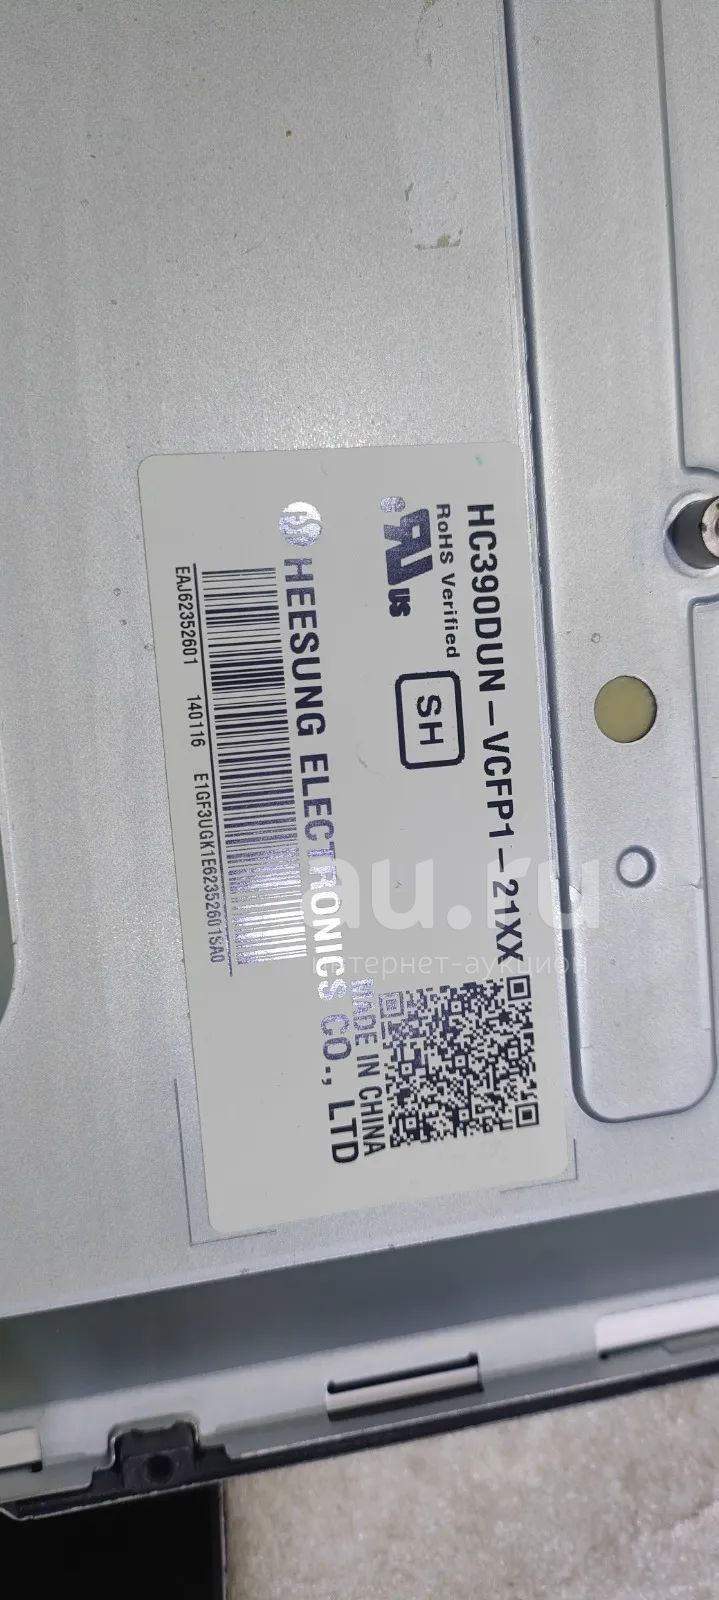 HC390DUN-VCFP1-21XX
RoHS Verified
c RU US
SH
MADE IN CHINA
HEESUNG ELECTRONICS CO., LTD
EAJ62352601 140116 E1GF3UGK1E62352601SA0
au.ru
интернет-аукцион